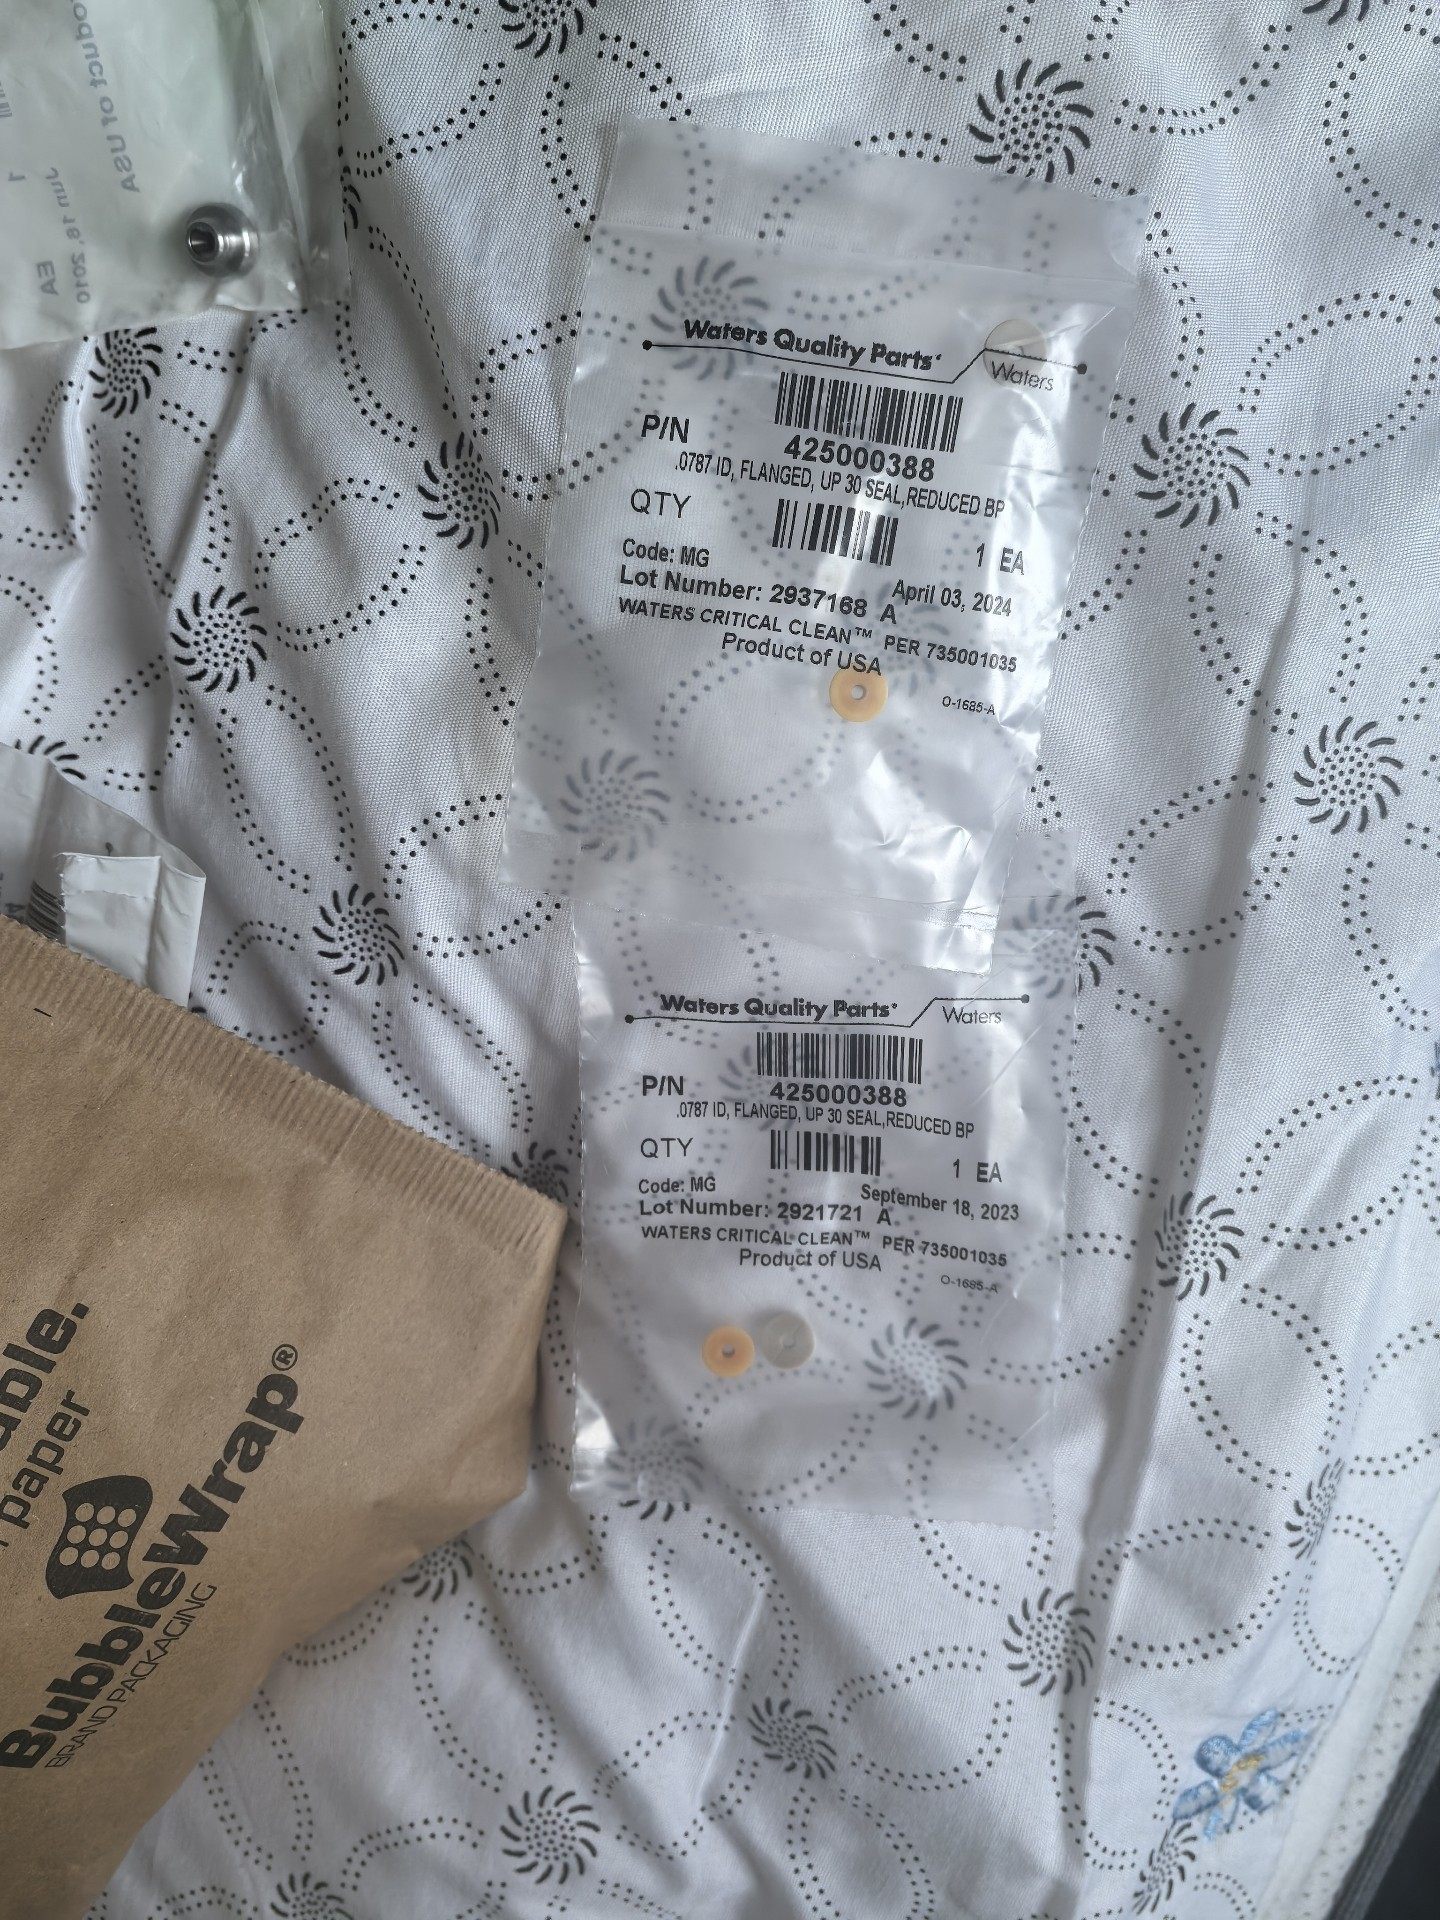 Product of USA
Jun 18, 2010
1 EA
Waters Quality Parts
Waters
P/N
425000388
.0787 ID, FLANGED, UP 30 SEAL,REDUCED BP
QTY
1 EA
Code: MG
April 03, 2024
Lot Number: 2937168 A
WATERS CRITICAL CLEAN™ PER 735001035
Product of USA
O-1685-A
Waters Quality Parts
Waters
P/N
425000388
.0787 ID, FLANGED, UP 30 SEAL,REDUCED BP
QTY
1 EA
Code: MG
September 18, 2023
Lot Number: 2921721 A
WATERS CRITICAL CLEAN™ PER 735001035
Product of USA
O-1685-A
paper
BubbleWrap®
BRAND PACKAGING